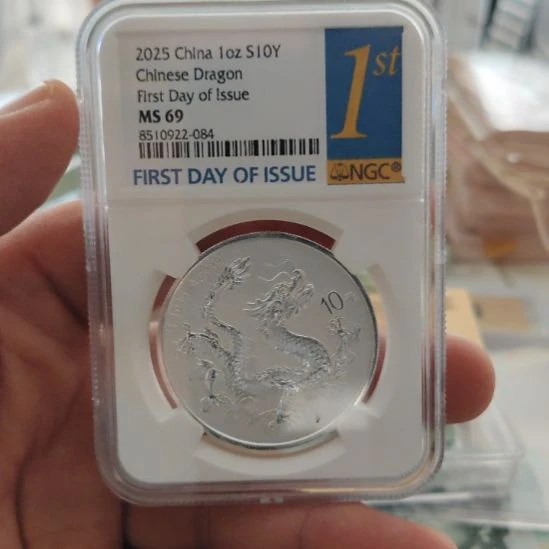 2025 China 1oz S10Y
Chinese Dragon
First Day of Issue
MS 69
8510922-084
FIRST DAY OF ISSUE
1st
NGC®
10